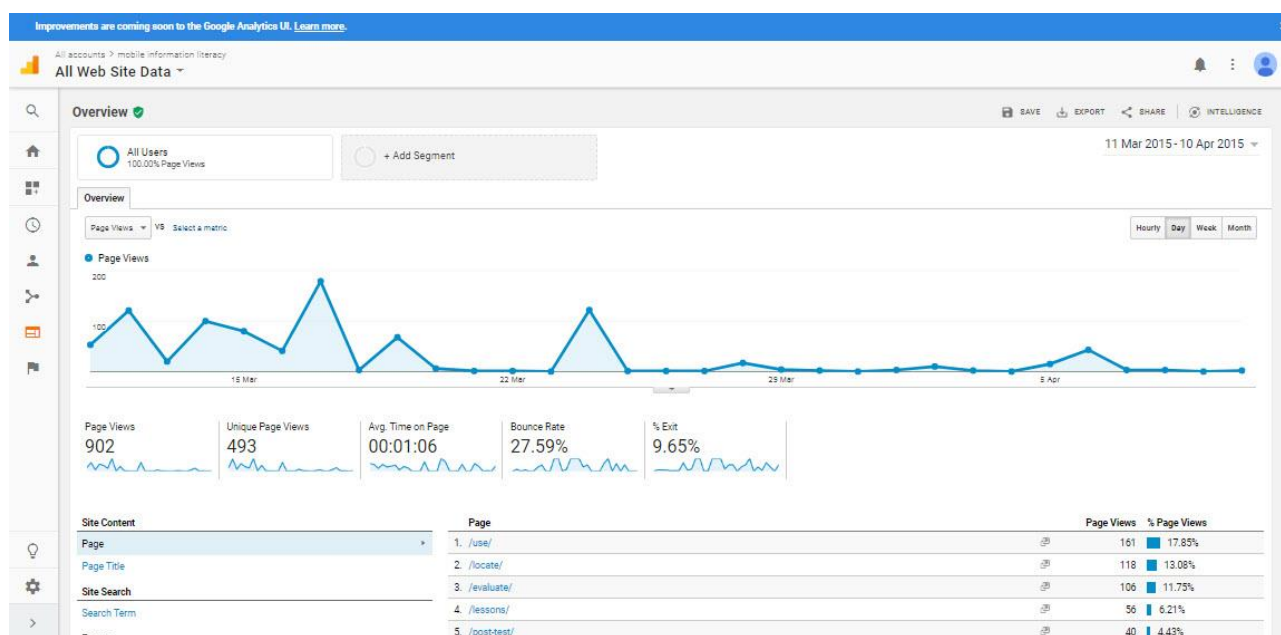 Improvements are coming soon to the Google Analytics UI. Learn more.
All accounts > mobile information literacy
All Web Site Data
Overview
SAVE EXPORT SHARE INTELLIGENCE
All Users
100.00% Page Views
+ Add Segment
11 Mar 2015 - 10 Apr 2015
Overview
Page Views VS Select a metric
Hourly Day Week Month
Page Views
200
100
15 Mar 22 Mar 29 Mar 5 Apr
Page Views Unique Page Views Avg. Time on Page Bounce Rate % Exit
902 493 00:01:06 27.59% 9.65%
Site Content
Page
Page Title
Site Search
Search Term
Page Page Views % Page Views
1. /use/ 161 17.85%
2. /locate/ 118 13.08%
3. /evaluate/ 106 11.75%
4. /lessons/ 56 6.21%
5. /post-test/ 40 4.43%